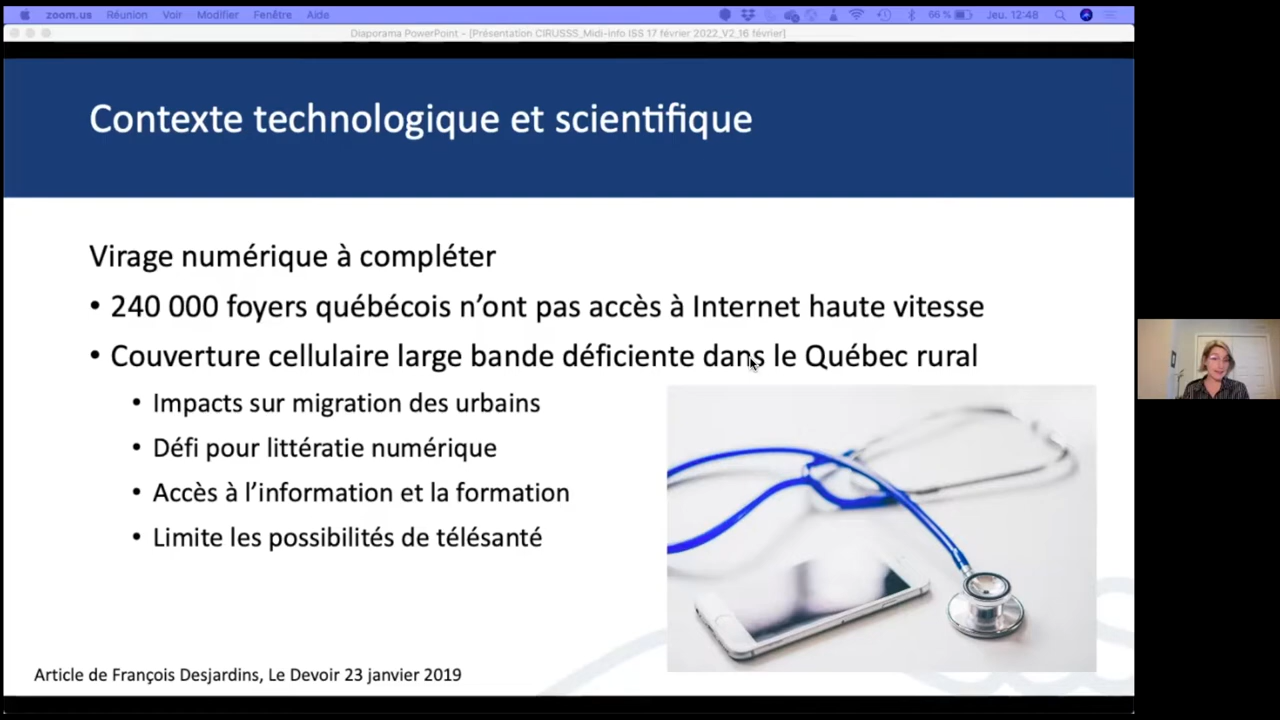 zoom.us Réunion Voir Modifier Fenêtre Aide 66 % Jeu. 12:48
Diaporama PowerPoint - [Présentation CIRUSSS_Midi-info ISS 17 février 2022_V2_16 février]
Contexte technologique et scientifique
Virage numérique à compléter
• 240 000 foyers québécois n’ont pas accès à Internet haute vitesse
• Couverture cellulaire large bande déficiente dans le Québec rural
• Impacts sur migration des urbains
• Défi pour littératie numérique
• Accès à l’information et la formation
• Limite les possibilités de télésanté
Article de François Desjardins, Le Devoir 23 janvier 2019